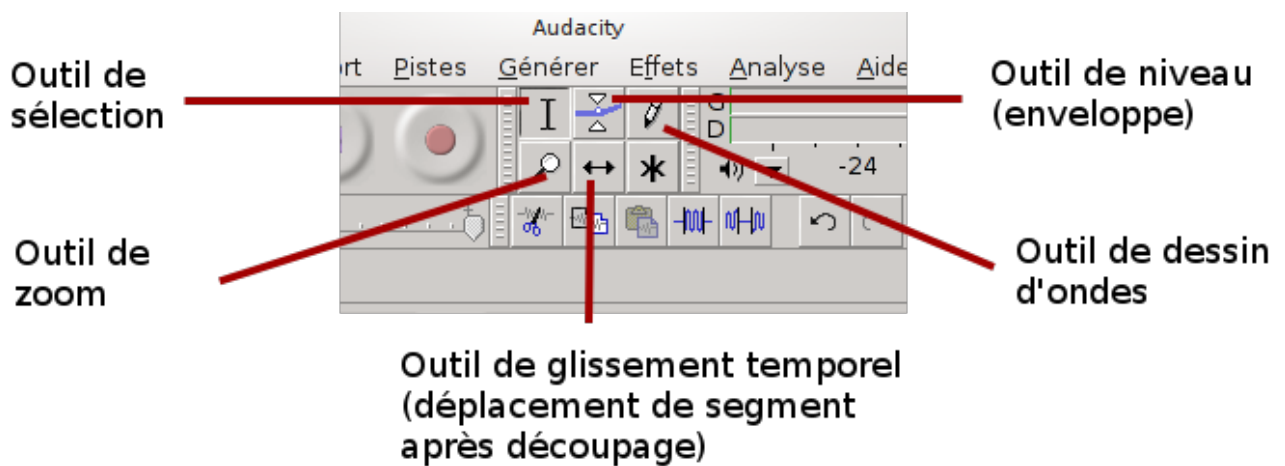 Audacity
rt Pistes Générer Effets Analyse Aide
Outil de
sélection
Outil de niveau
(enveloppe)
G
D
-24
Outil de
zoom
Outil de dessin
d'ondes
Outil de glissement temporel
(déplacement de segment
après découpage)